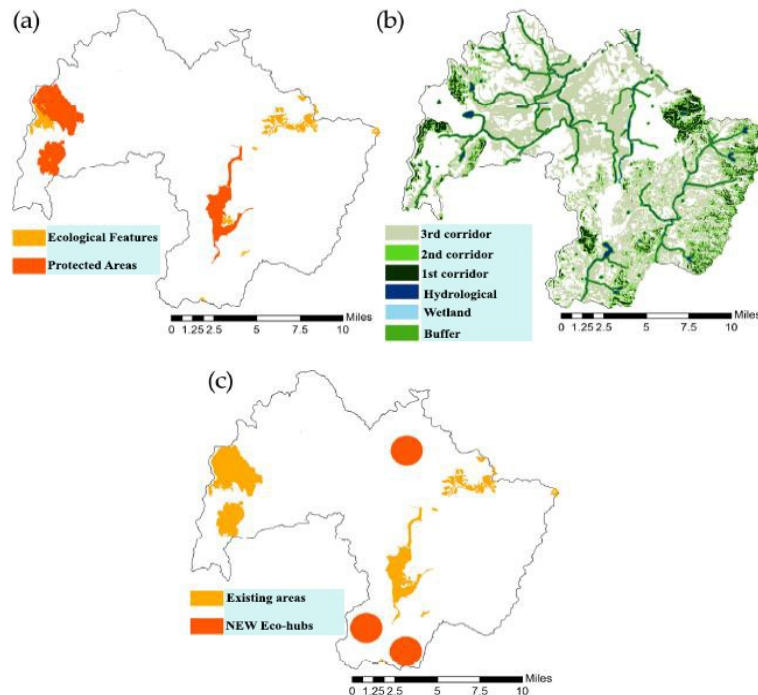 (a)
Ecological Features
Protected Areas
Miles
0 1.25 2.5 5 7.5 10
(b)
3rd corridor
2nd corridor
1st corridor
Hydrological
Wetland
Buffer
Miles
0 1.25 2.5 5 7.5 10
(c)
Existing areas
NEW Eco-hubs
Miles
0 1.25 2.5 5 7.5 10